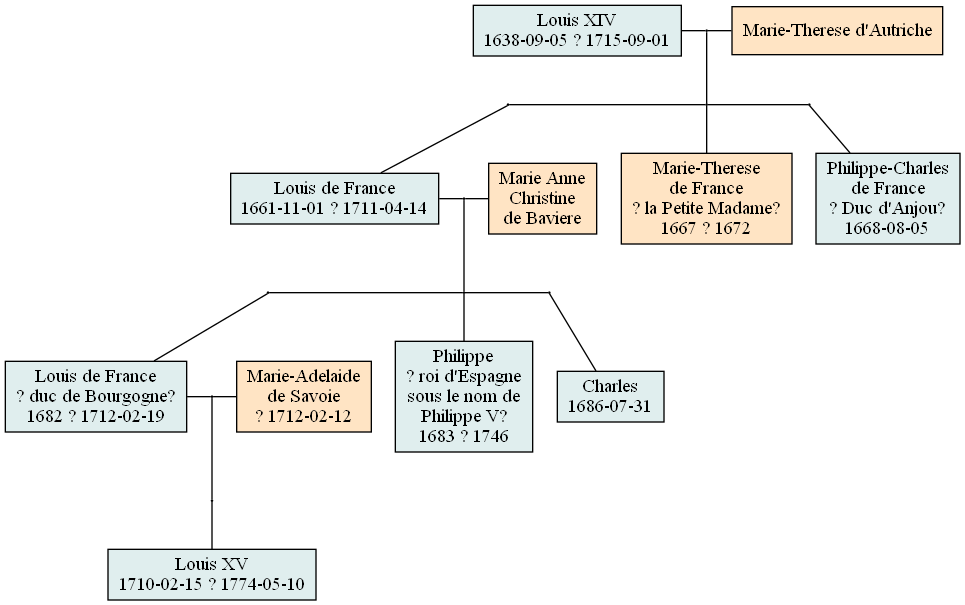 Louis XIV
1638-09-05 ? 1715-09-01
Marie-Therese d'Autriche
Louis de France
1661-11-01 ? 1711-04-14
Marie Anne
Christine
de Baviere
Marie-Therese
de France
? la Petite Madame?
1667 ? 1672
Philippe-Charles
de France
? Duc d'Anjou?
1668-08-05
Louis de France
? duc de Bourgogne?
1682 ? 1712-02-19
Marie-Adelaide
de Savoie
? 1712-02-12
Philippe
? roi d'Espagne
sous le nom de
Philippe V?
1683 ? 1746
Charles
1686-07-31
Louis XV
1710-02-15 ? 1774-05-10